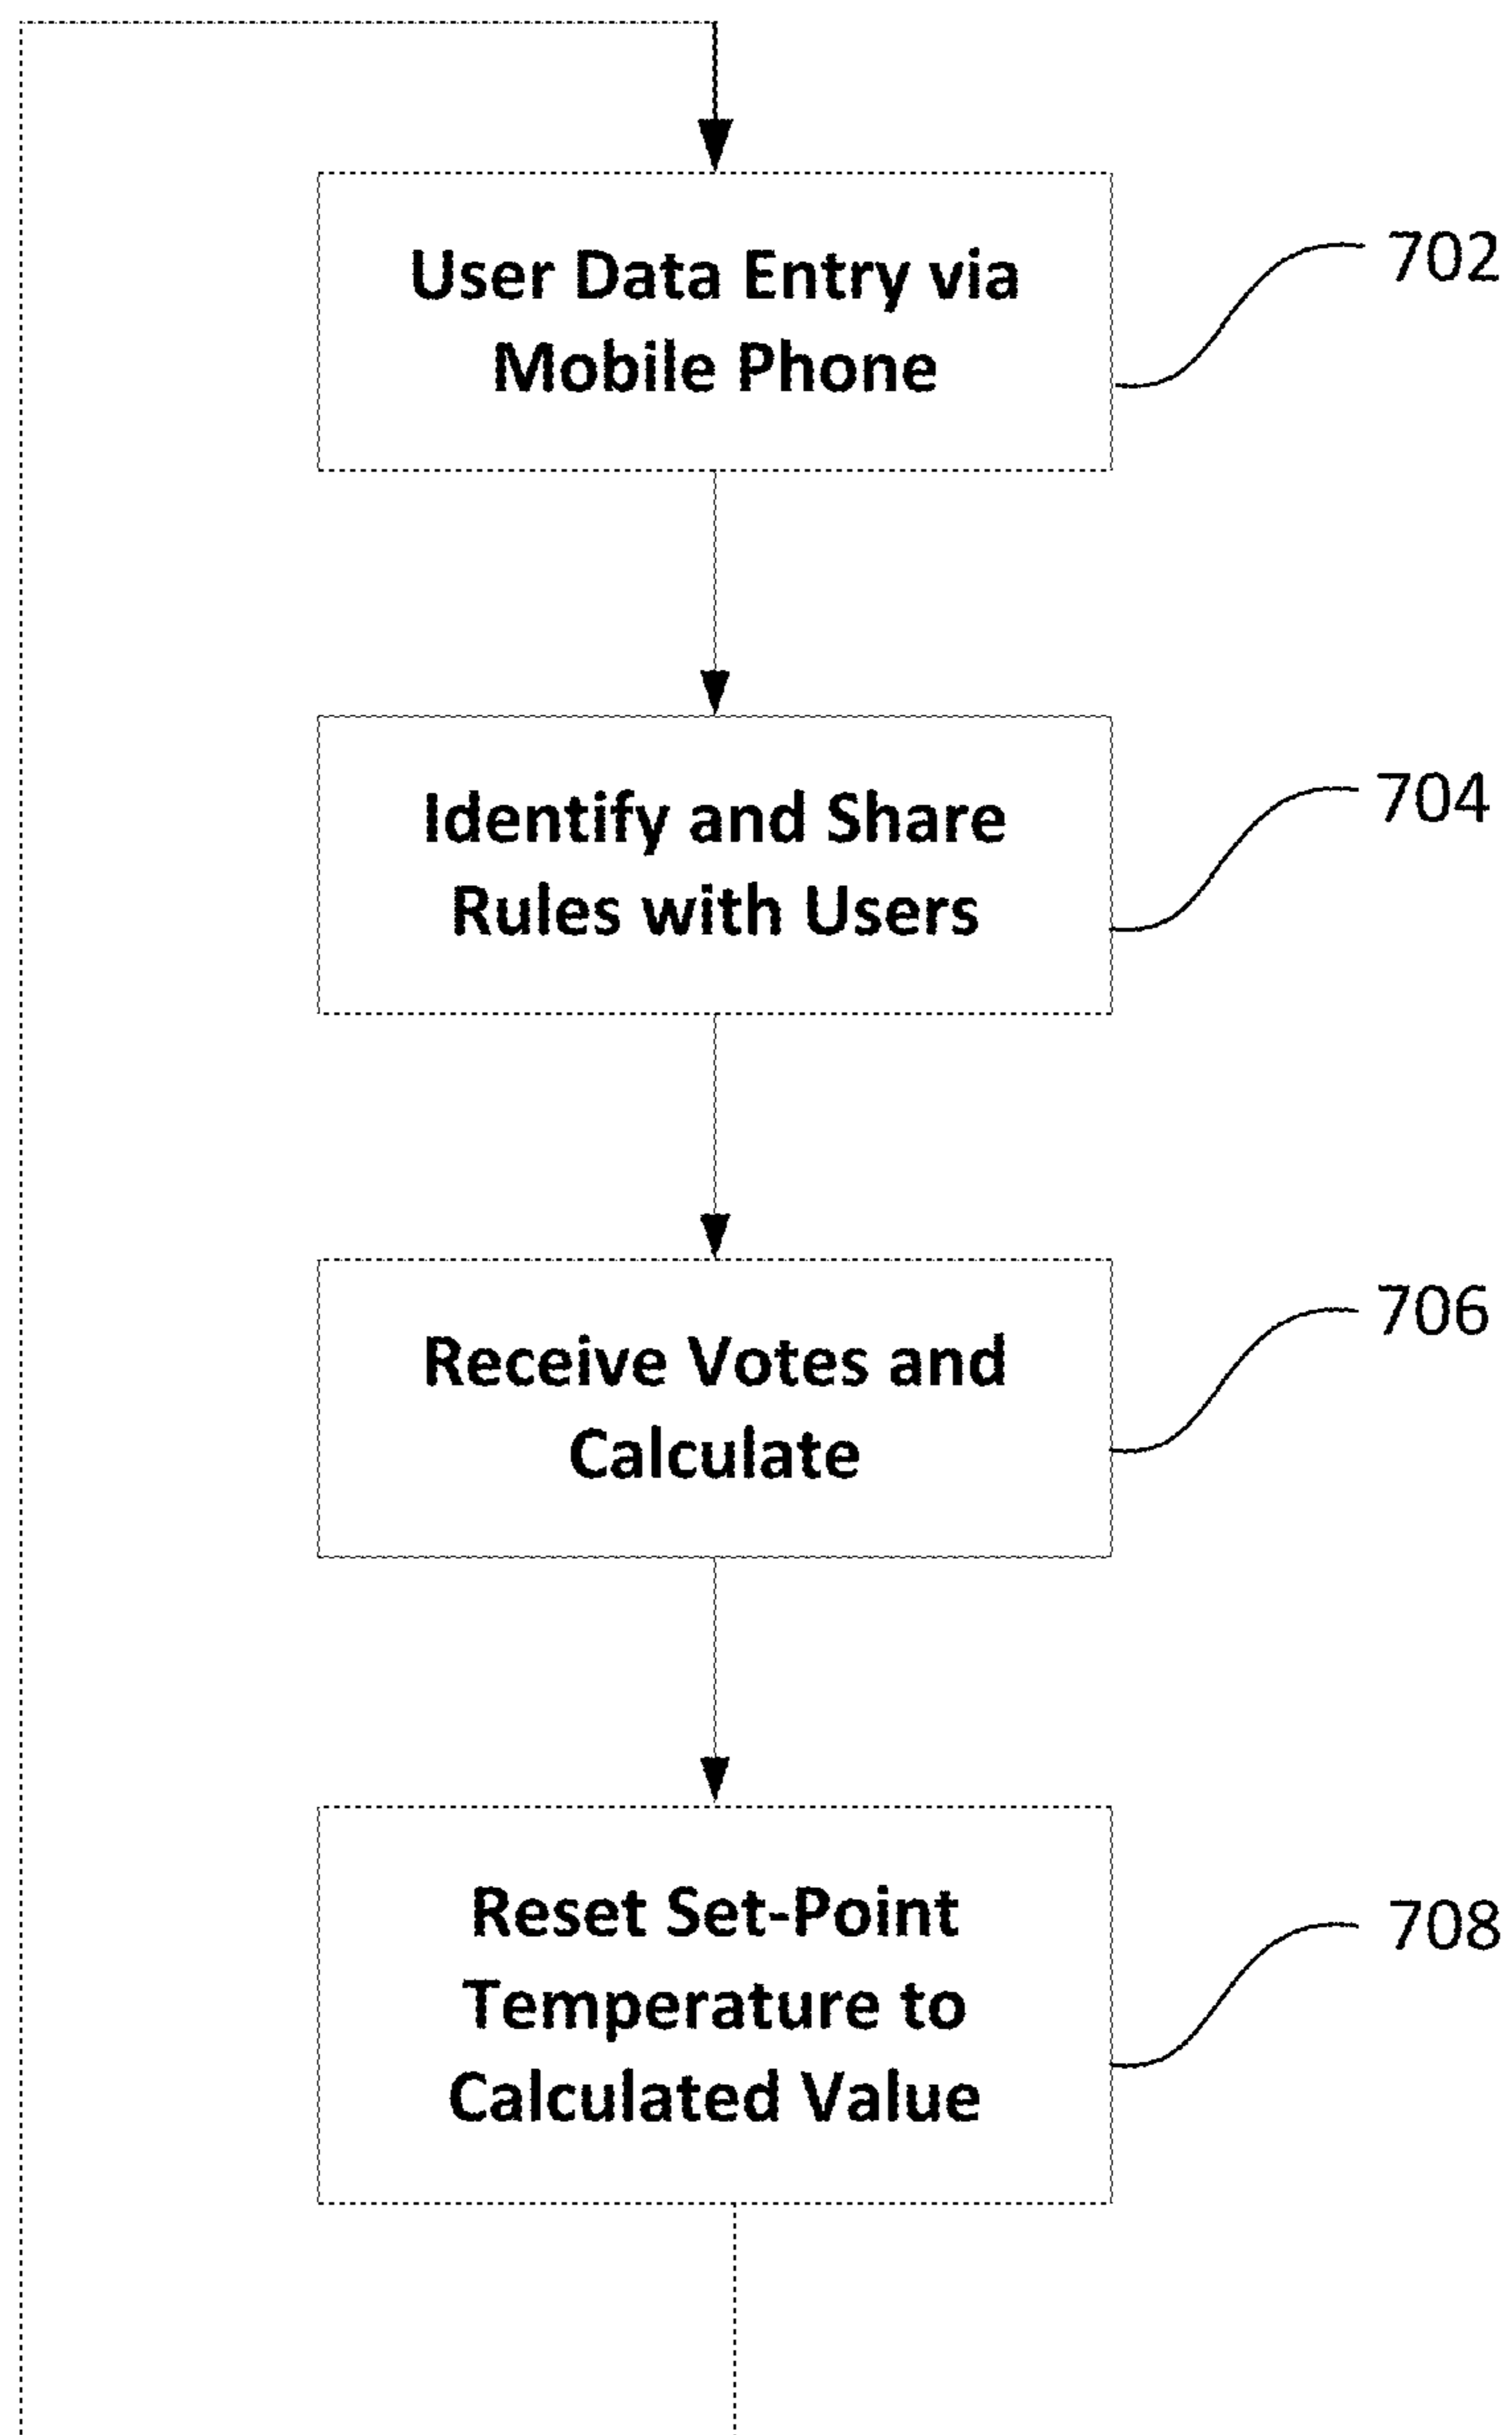 User Data Entry via
Mobile Phone
702
Identify and Share
Rules with Users
704
Receive Votes and
Calculate
706
Reset Set-Point
Temperature to
Calculated Value
708